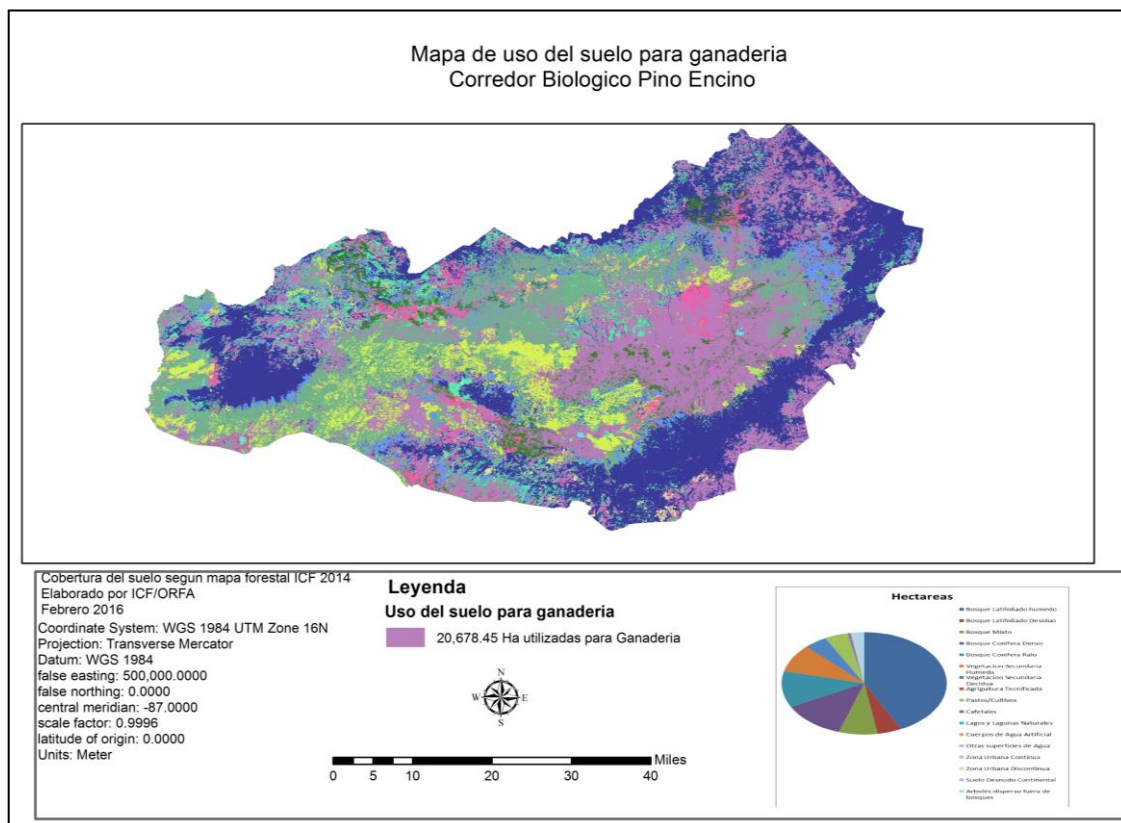 Mapa de uso del suelo para ganaderia
Corredor Biologico Pino Encino
Cobertura del suelo segun mapa forestal ICF 2014
Elaborado por ICF/ORFA
Febrero 2016
Coordinate System: WGS 1984 UTM Zone 16N
Projection: Transverse Mercator
Datum: WGS 1984
false easting: 500,000.0000
false northing: 0.0000
central meridian: -87.0000
scale factor: 0.9996
latitude of origin: 0.0000
Units: Meter
Leyenda
Uso del suelo para ganaderia
20,678.45 Ha utilizadas para Ganaderia
N
W E
S
Miles
0 5 10 20 30 40
Hectareas
Bosque Latifoliado humedo
Bosque Latifoliado Desiduo
Bosque Mixto
Bosque Conifera Denso
Bosque Conifera Ralo
Vegetacion Secundaria
Humeda
Vegetacion Secundaria
Decidua
Agrigultura Tecnificada
Pastos/Cultivos
Cafetales
Lagos y Lagunas Naturales
Cuerpos de Agua Artificial
Otras superficies de Agua
Zona Urbana Continua
Zona Urbana Discontinua
Suelo Desnudo Continental
Arboles disperso fuera de
bosques